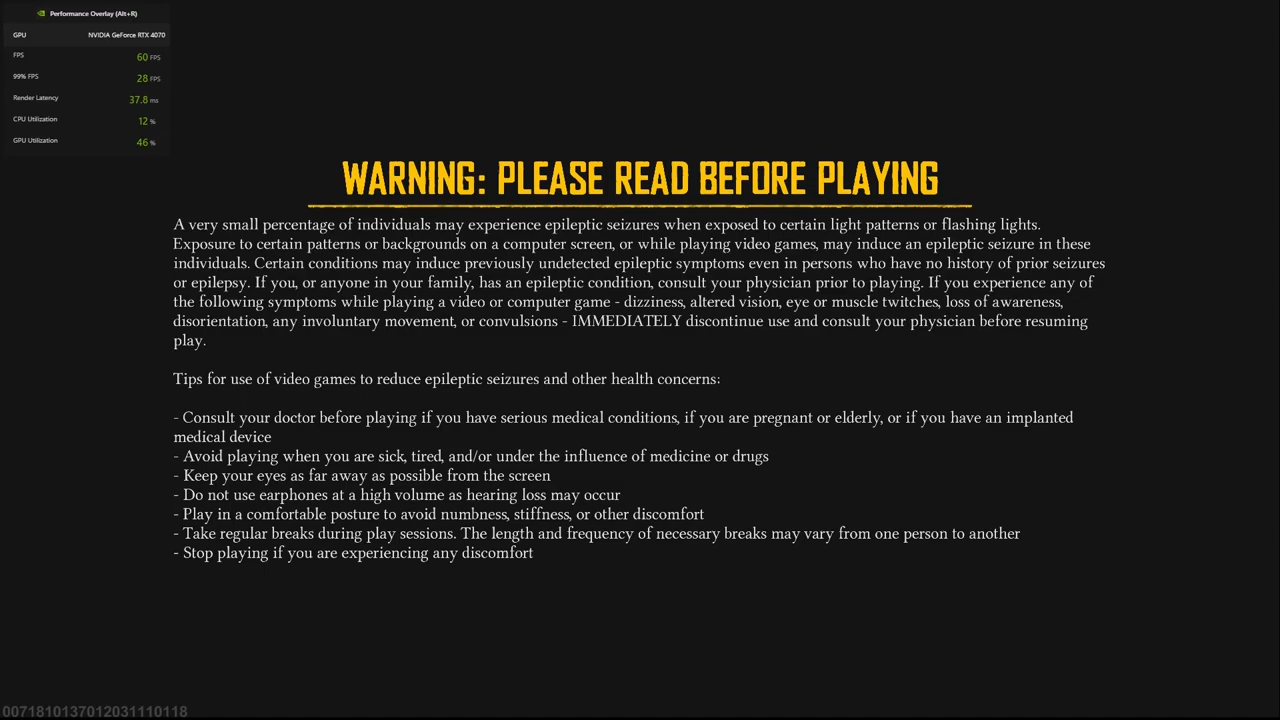 Performance Overlay (Alt+R)
GPU NVIDIA GeForce RTX 4070
FPS 60 FPS
99% FPS 28 FPS
Render Latency 37.8 ms
CPU Utilization 12 %
GPU Utilization 46 %
WARNING: PLEASE READ BEFORE PLAYING
A very small percentage of individuals may experience epileptic seizures when exposed to certain light patterns or flashing lights.
Exposure to certain patterns or backgrounds on a computer screen, or while playing video games, may induce an epileptic seizure in these
individuals. Certain conditions may induce previously undetected epileptic symptoms even in persons who have no history of prior seizures
or epilepsy. If you, or anyone in your family, has an epileptic condition, consult your physician prior to playing. If you experience any of
the following symptoms while playing a video or computer game - dizziness, altered vision, eye or muscle twitches, loss of awareness,
disorientation, any involuntary movement, or convulsions - IMMEDIATELY discontinue use and consult your physician before resuming
play.
Tips for use of video games to reduce epileptic seizures and other health concerns:
- Consult your doctor before playing if you have serious medical conditions, if you are pregnant or elderly, or if you have an implanted
medical device
- Avoid playing when you are sick, tired, and/or under the influence of medicine or drugs
- Keep your eyes as far away as possible from the screen
- Do not use earphones at a high volume as hearing loss may occur
- Play in a comfortable posture to avoid numbness, stiffness, or other discomfort
- Take regular breaks during play sessions. The length and frequency of necessary breaks may vary from one person to another
- Stop playing if you are experiencing any discomfort
0071810137012031110118